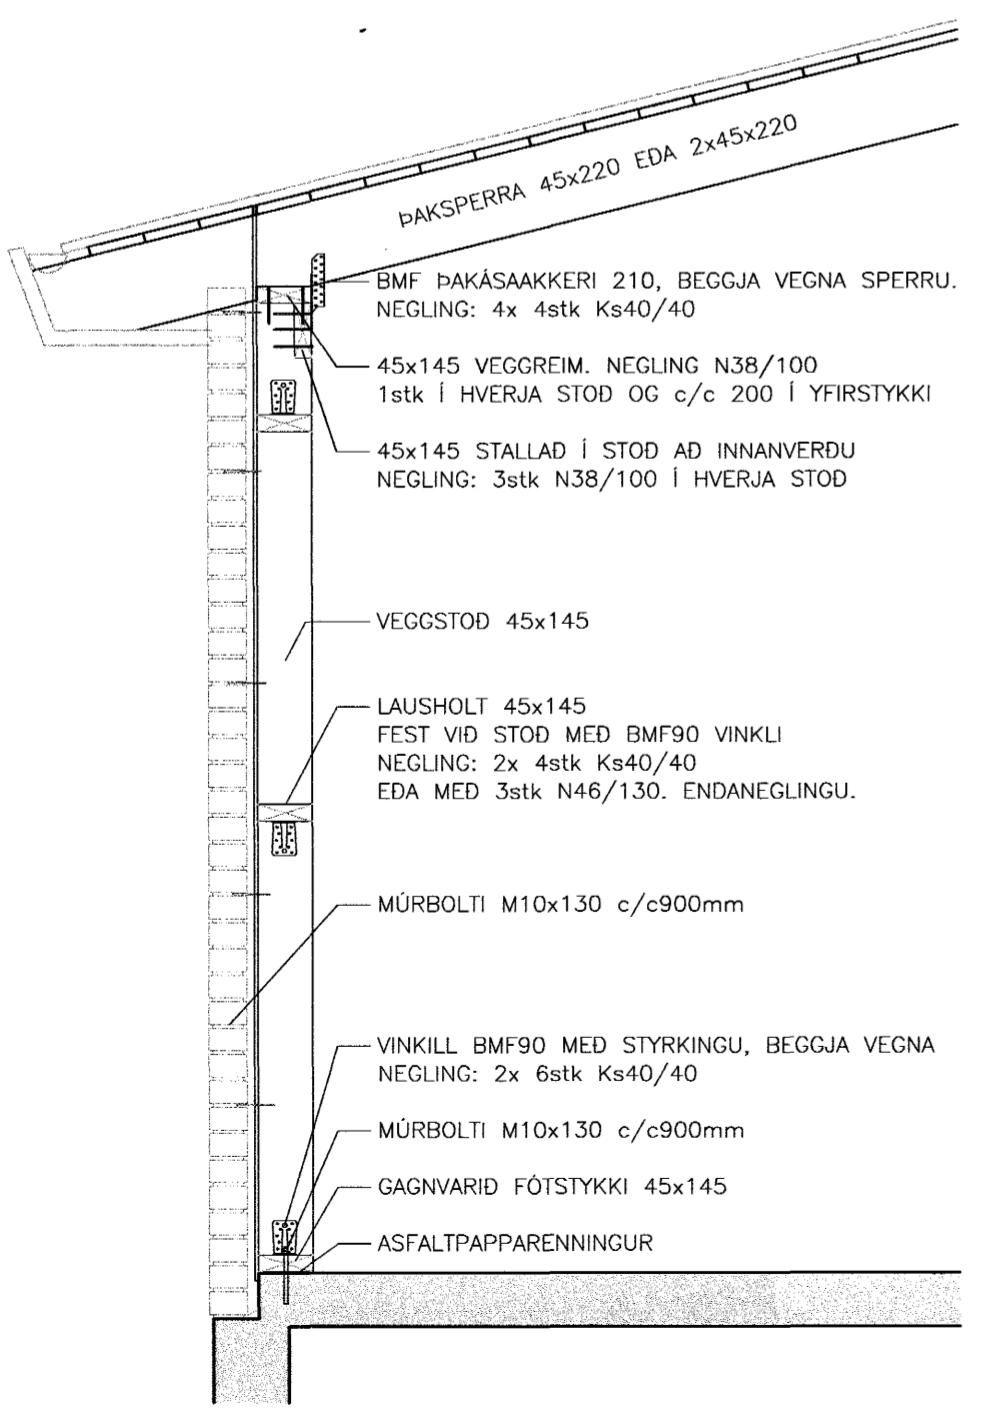 ÞAKSPERRA 45x220 EÐA 2x45x220
BMF ÞAKÁSAAKKERI 210, BEGGJA VEGNA SPERRU.
NEGLING: 4x 4stk Ks40/40
45x145 VEGGREIM. NEGLING N38/100
1stk Í HVERJA STOÐ OG c/c 200 Í YFIRSTYKKI
45x145 STALLAÐ Í STOÐ AÐ INNANVERÐU
NEGLING: 3stk N38/100 Í HVERJA STOÐ
VEGGSTOÐ 45x145
LAUSHOLT 45x145
FEST VIÐ STOÐ MEÐ BMF90 VINKLI
NEGLING: 2x 4stk Ks40/40
EÐA MEÐ 3stk N46/130. ENDANEGLINGU.
MÚRBOLTI M10x130 c/c900mm
VINKILL BMF90 MEÐ STYRKINGU, BEGGJA VEGNA
NEGLING: 2x 6stk Ks40/40
MÚRBOLTI M10x130 c/c900mm
GAGNVARIÐ FÓTSTYKKI 45x145
ASFALTPAPPARENNINGUR